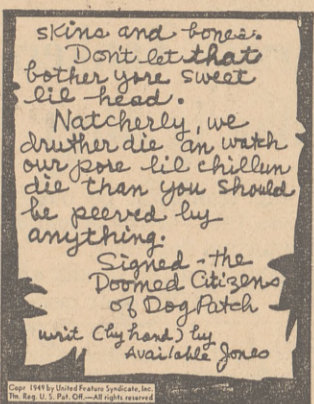 skins and bones.
Don't let that
bother yore sweet
lil head.
Natcherly, we
druther die an watch
our pore lil chillun
die than you should
be peeved by
anything.
Signed - the
Doomed Citizens
of DogPatch
writ (by hand) by
Available Jones
Copr 1949 by United Feature Syndicate, Inc.
Tm. Reg. U. S. Pat. Off.—All rights reserved